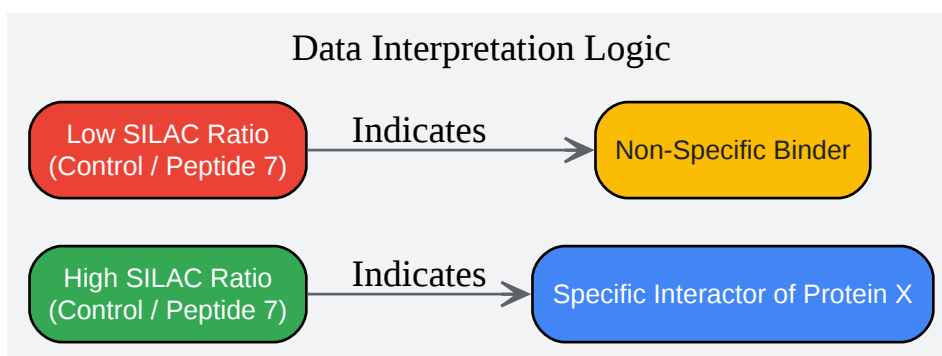 Data Interpretation Logic
Low SILAC Ratio
(Control / Peptide 7)
Indicates
Non-Specific Binder
High SILAC Ratio
(Control / Peptide 7)
Indicates
Specific Interactor of Protein X